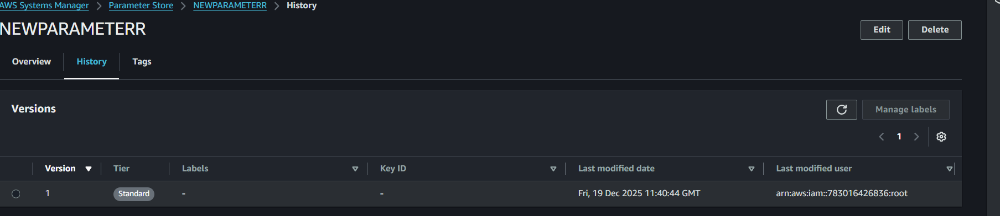 AWS Systems Manager > Parameter Store > NEWPARAMETERR > History
NEWPARAMETERR
Edit Delete
Overview History Tags
Versions
Manage labels
1
Version Tier Labels Key ID Last modified date Last modified user
1 Standard - - Fri, 19 Dec 2025 11:40:44 GMT arn:aws:iam::783016426836:root